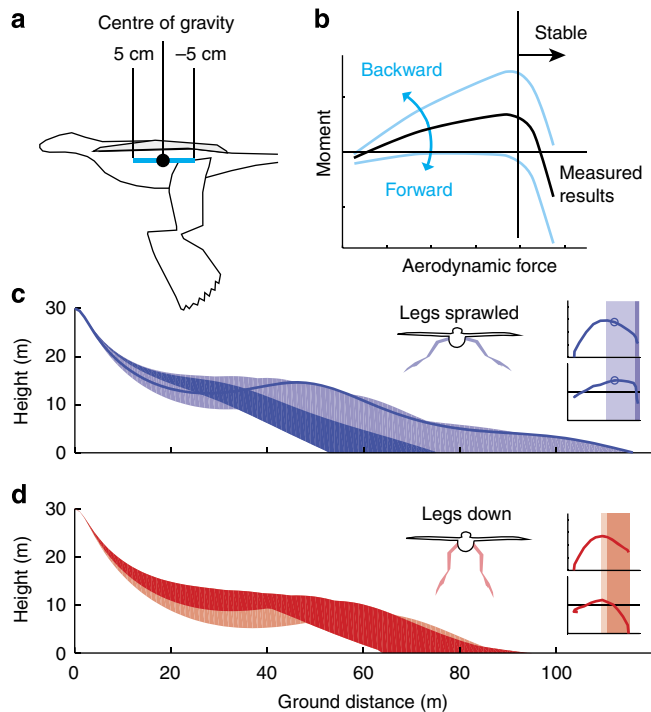 a
Centre of gravity
5 cm
–5 cm
b
Stable
Backward
Forward
Measured
results
Moment
Aerodynamic force
c
Legs sprawled
Height (m)
30
20
10
0
d
Legs down
Height (m)
30
20
10
0
0
20
40
60
80
100
Ground distance (m)